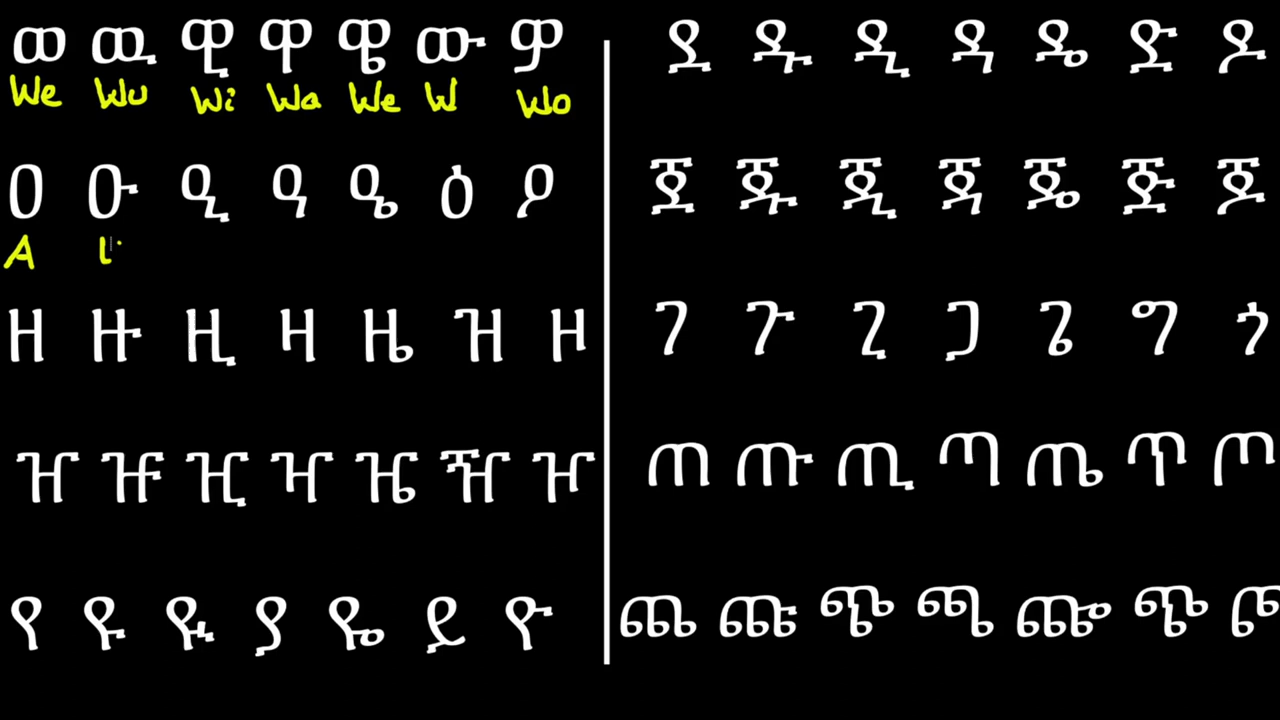 ወ ዉ ዊ ዋ ዌ ው ዎ
We Wu Wi Wa We W Wo
ዐ ዑ ዒ ዓ ዔ ዕ ዖ
A
ዘ ዙ ዚ ዛ ዜ ዝ ዞ
ዠ ዡ ዢ ዣ ዤ ዥ ዦ
የ ዩ ዪ ያ ዬ ይ ዮ
ደ ዱ ዲ ዳ ዴ ድ ዶ
ጀ ጁ ጂ ጃ ጄ ጅ ጆ
ገ ጉ ጊ ጋ ጌ ግ ጎ
ጠ ጡ ጢ ጣ ጤ ጥ ጦ
ጨ ጩ ጭ ጫ ጬ ጭ ጮ